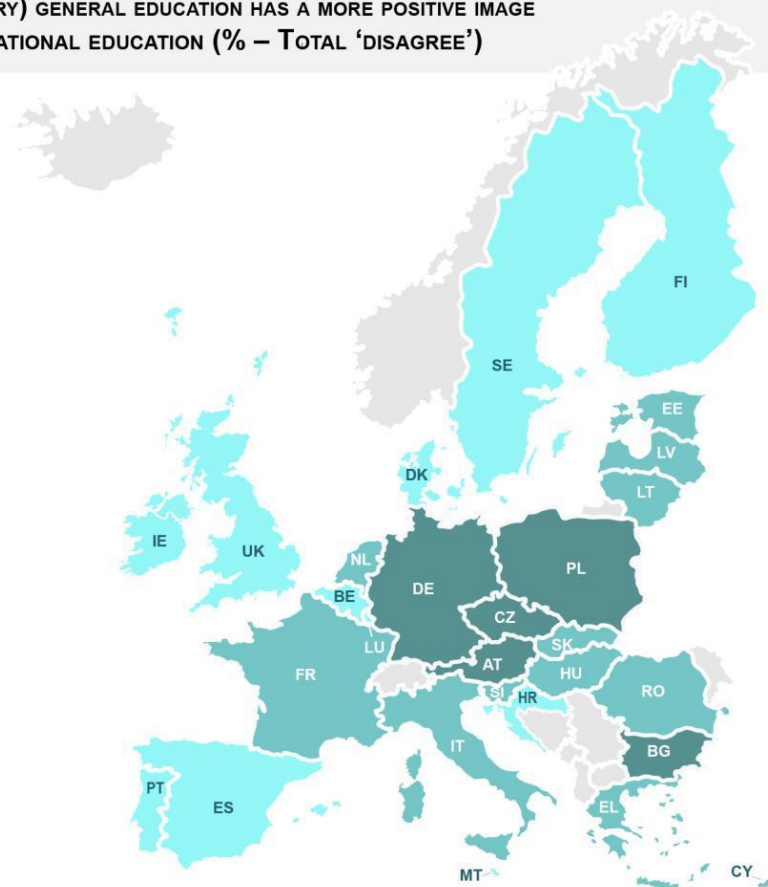 RY) GENERAL EDUCATION HAS A MORE POSITIVE IMAGE
ATIONAL EDUCATION (% – TOTAL ‘DISAGREE’)
FI
SE
EE
LV
LT
DK
IE
UK
NL
BE
DE
PL
CZ
LU
FR
AT
SK
HU
SI
HR
RO
IT
BG
PT
ES
EL
MT
CY